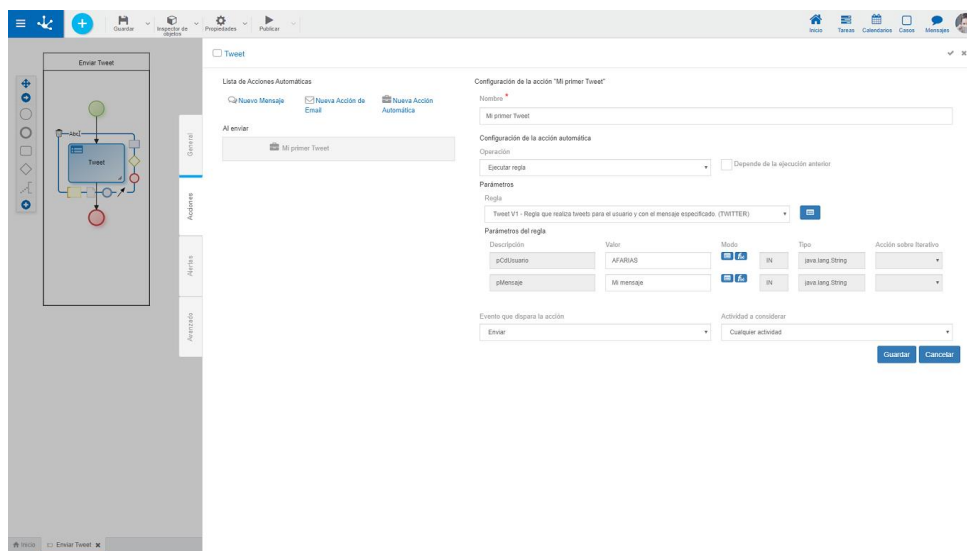 Guardar
Inspector de objetos
Propiedades
Publicar
Inicio
Tareas
Calendarios
Casos
Mensajes
Enviar Tweet
Abc
Tweet
General
Acciones
Alertas
Avanzado
Tweet
Lista de Acciones Automáticas
Nuevo Mensaje
Nueva Acción de Email
Nueva Acción Automática
Al enviar
Mi primer Tweet
Configuración de la acción "Mi primer Tweet"
Nombre *
Mi primer Tweet
Configuración de la acción automática
Operación
Ejecutar regla
Depende de la ejecución anterior
Parámetros
Regla
Tweet V1 - Regla que realiza tweets para el usuario y con el mensaje especificado. (TWITTER)
Parámetros del regla
Descripción Valor Modo Tipo Acción sobre Iterativo
pCdUsuario AFARIAS IN java.lang.String
pMensaje Mi mensaje IN java.lang.String
Evento que dispara la acción
Enviar
Actividad a considerar
Cualquier actividad
Guardar Cancelar
Inicio
Enviar Tweet